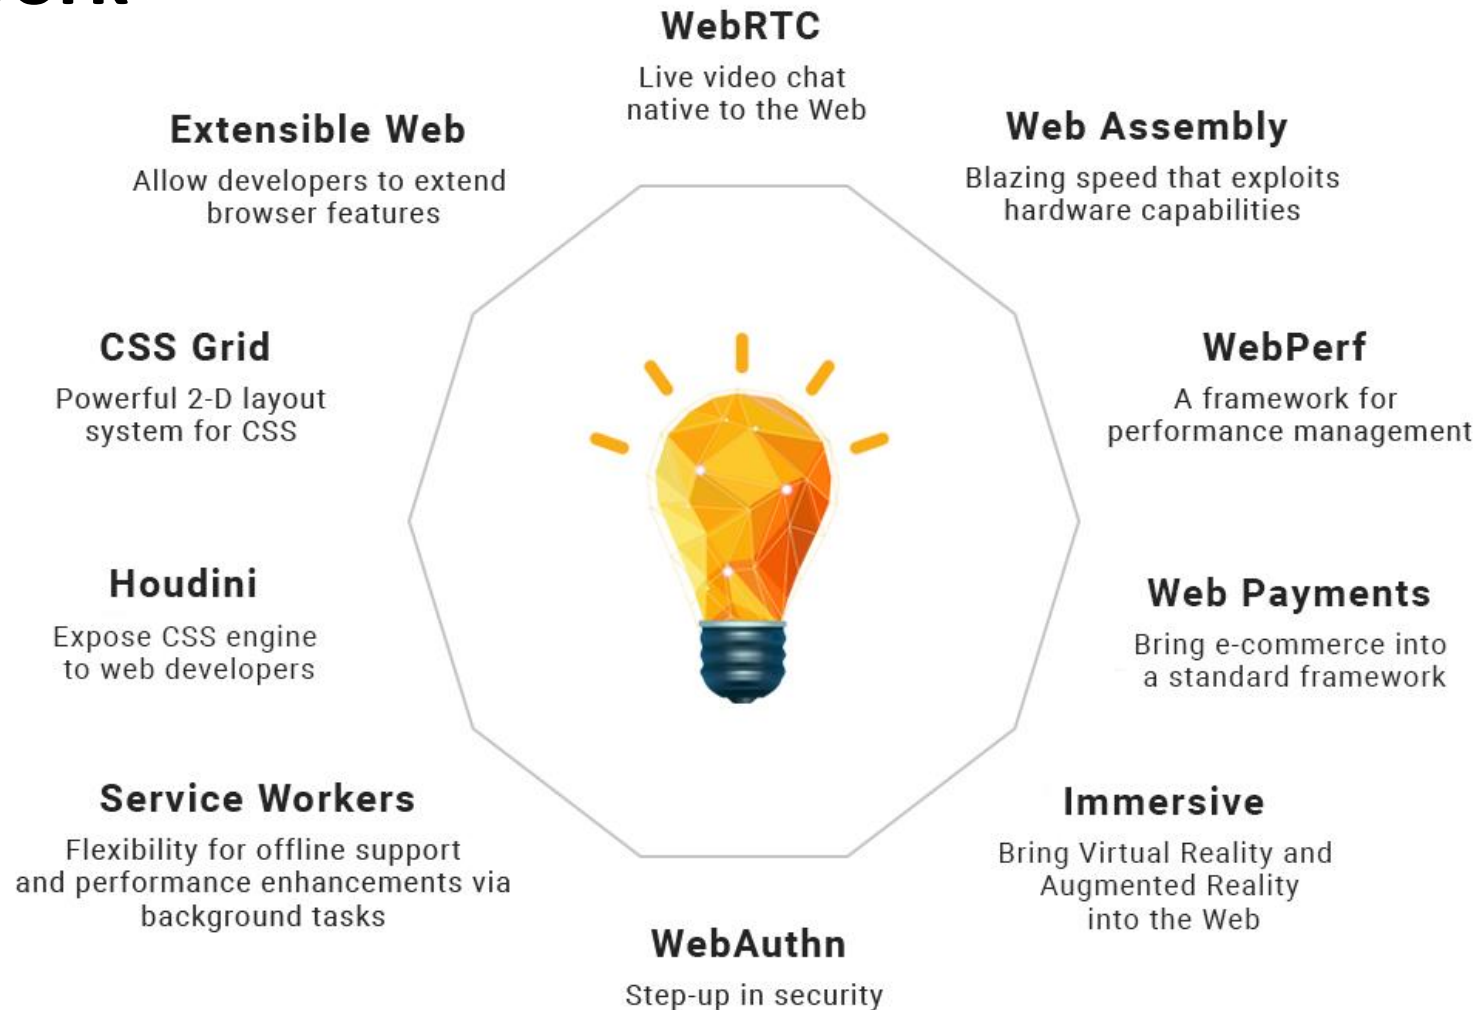 WebRTC
Live video chat
native to the Web
Extensible Web
Allow developers to extend
browser features
Web Assembly
Blazing speed that exploits
hardware capabilities
CSS Grid
Powerful 2-D layout
system for CSS
WebPerf
A framework for
performance management
Houdini
Expose CSS engine
to web developers
Web Payments
Bring e-commerce into
a standard framework
Service Workers
Flexibility for offline support
and performance enhancements via
background tasks
Immersive
Bring Virtual Reality and
Augmented Reality
into the Web
WebAuthn
Step-up in security